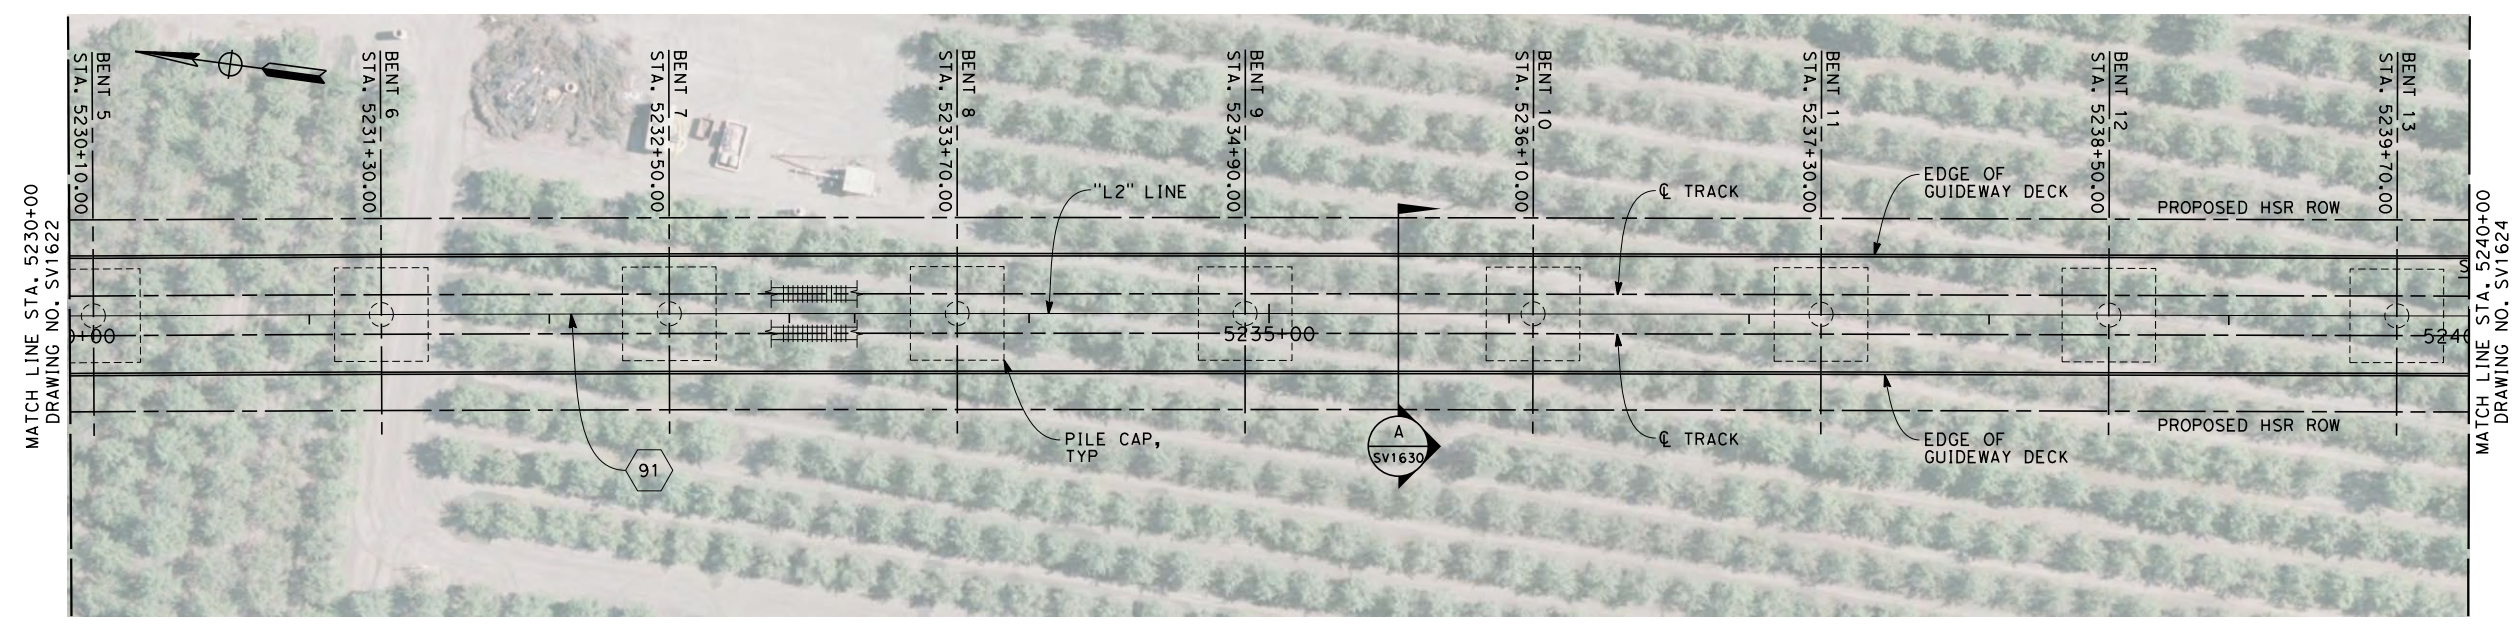 BENT 5
STA. 5230+10.00
BENT 6
STA. 5231+30.00
BENT 7
STA. 5232+50.00
BENT 8
STA. 5233+70.00
BENT 9
STA. 5234+90.00
BENT 10
STA. 5236+10.00
BENT 11
STA. 5237+30.00
BENT 12
STA. 5238+50.00
BENT 13
STA. 5239+70.00
MATCH LINE STA. 5230+00
DRAWING NO. SV1622
"L2" LINE
℄ TRACK
EDGE OF
GUIDEWAY DECK
PROPOSED HSR ROW
MATCH LINE STA. 5240+00
DRAWING NO. SV1624
0+00
5235+00
5240
S
91
PILE CAP,
TYP
A
SV1630
℄ TRACK
EDGE OF
GUIDEWAY DECK
PROPOSED HSR ROW